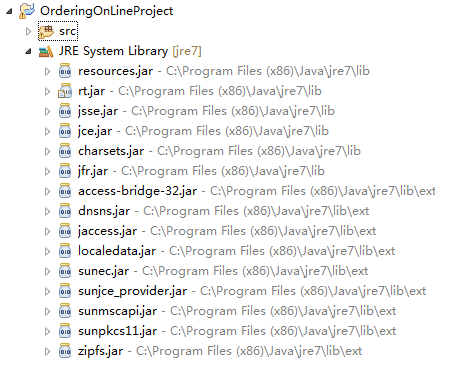 OrderingOnLineProject
src
JRE System Library [jre7]
resources.jar - C:\Program Files (x86)\Java\jre7\lib
rt.jar - C:\Program Files (x86)\Java\jre7\lib
jsse.jar - C:\Program Files (x86)\Java\jre7\lib
jce.jar - C:\Program Files (x86)\Java\jre7\lib
charsets.jar - C:\Program Files (x86)\Java\jre7\lib
jfr.jar - C:\Program Files (x86)\Java\jre7\lib
access-bridge-32.jar - C:\Program Files (x86)\Java\jre7\lib\ext
dnsns.jar - C:\Program Files (x86)\Java\jre7\lib\ext
jaccess.jar - C:\Program Files (x86)\Java\jre7\lib\ext
localedata.jar - C:\Program Files (x86)\Java\jre7\lib\ext
sunec.jar - C:\Program Files (x86)\Java\jre7\lib\ext
sunjce_provider.jar - C:\Program Files (x86)\Java\jre7\lib\ext
sunmscapi.jar - C:\Program Files (x86)\Java\jre7\lib\ext
sunpkcs11.jar - C:\Program Files (x86)\Java\jre7\lib\ext
zipfs.jar - C:\Program Files (x86)\Java\jre7\lib\ext